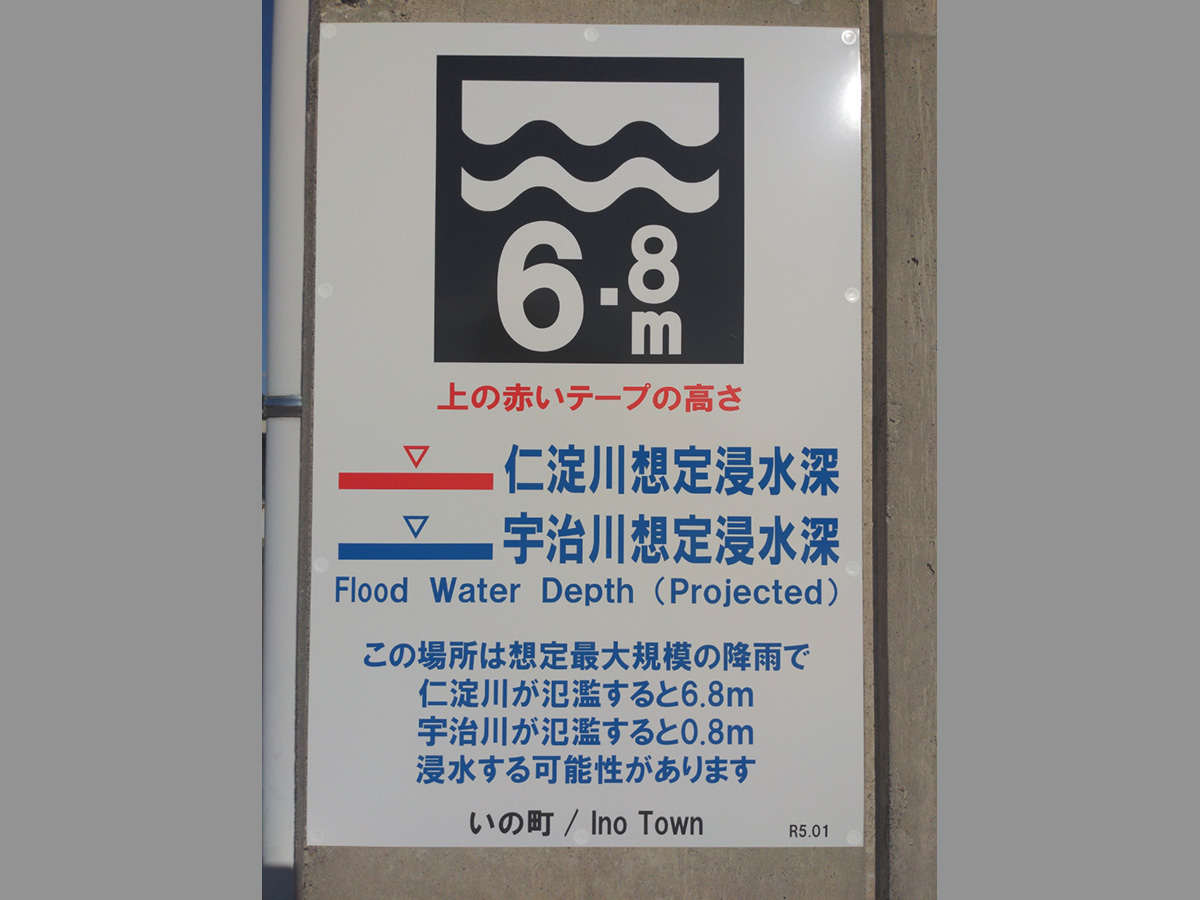 6.8m
上の赤いテープの高さ
仁淀川想定浸水深
宇治川想定浸水深
Flood Water Depth (Projected)
この場所は想定最大規模の降雨で
仁淀川が氾濫すると6.8m
宇治川が氾濫すると0.8m
浸水する可能性があります
いの町 / Ino Town
R5.01